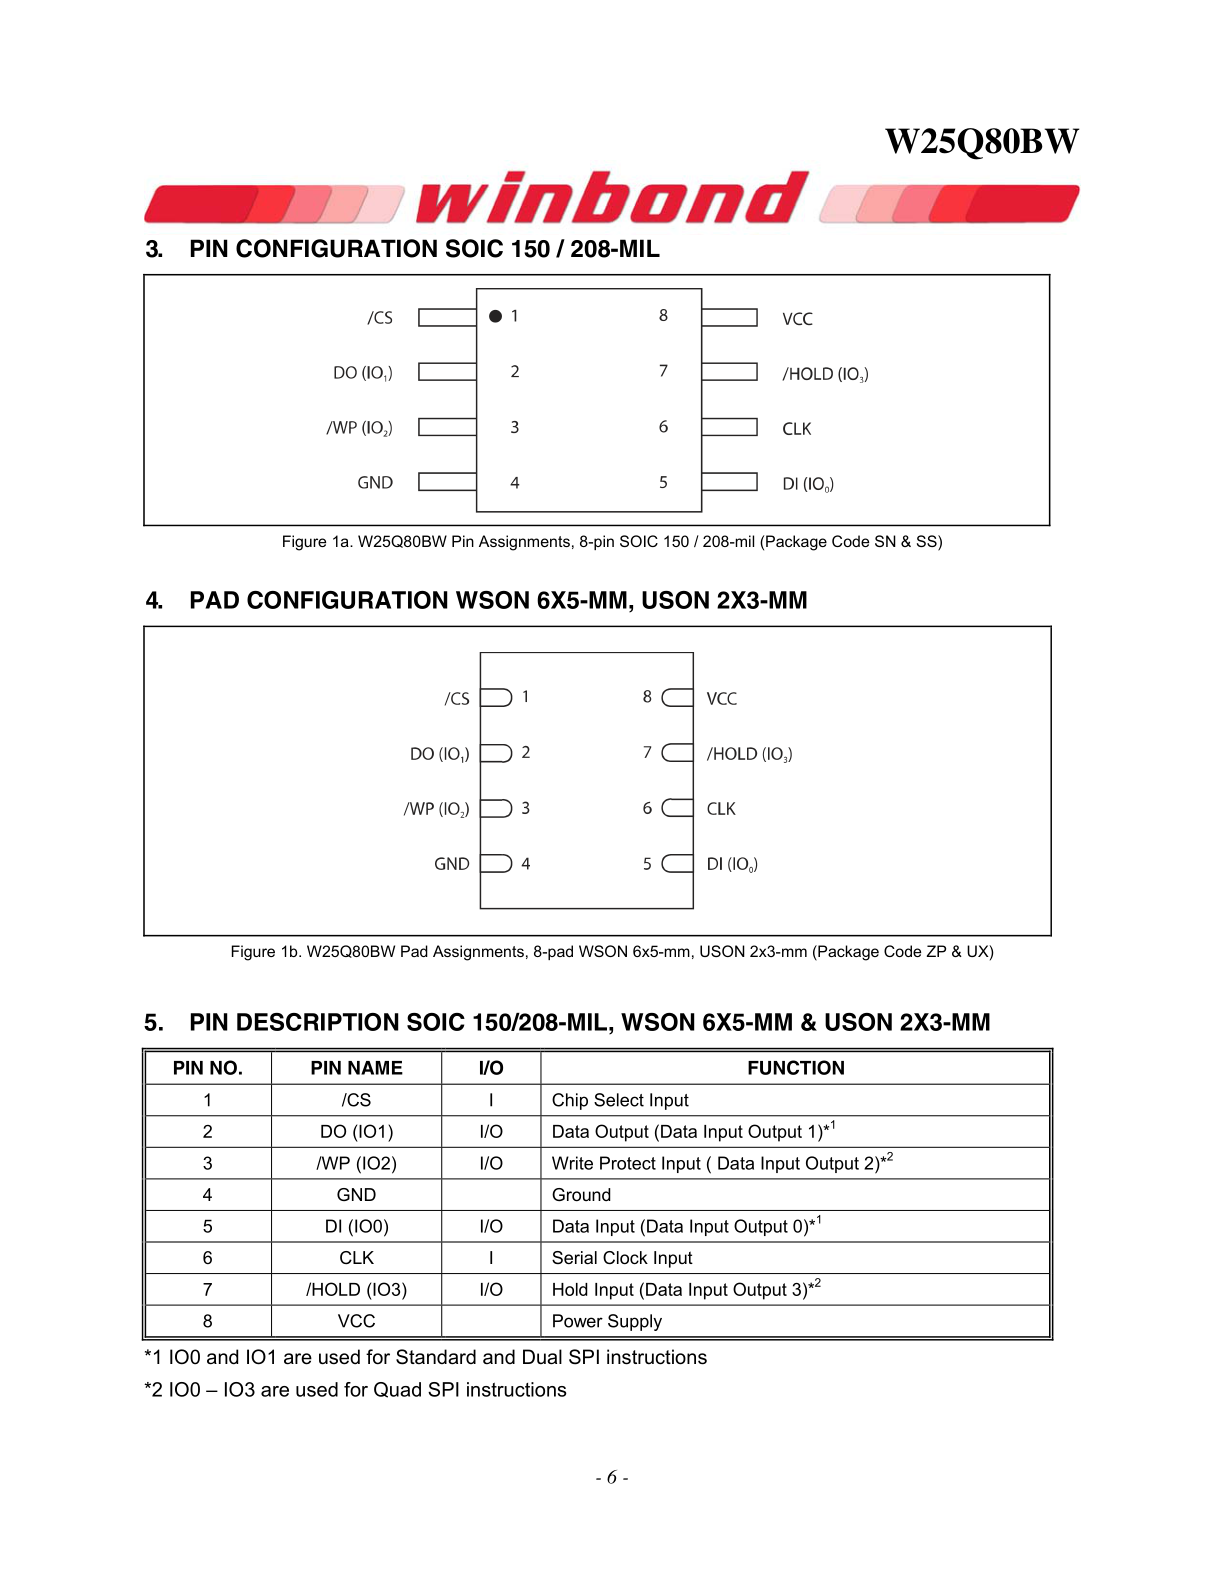 W25Q80BW
winbond
3. PIN CONFIGURATION SOIC 150 / 208-MIL
/CS 1 8 VCC
DO (IO1) 2 7 /HOLD (IO3)
/WP (IO2) 3 6 CLK
GND 4 5 DI (IO0)
Figure 1a. W25Q80BW Pin Assignments, 8-pin SOIC 150 / 208-mil (Package Code SN & SS)
4. PAD CONFIGURATION WSON 6X5-MM, USON 2X3-MM
/CS 1 8 VCC
DO (IO1) 2 7 /HOLD (IO3)
/WP (IO2) 3 6 CLK
GND 4 5 DI (IO0)
Figure 1b. W25Q80BW Pad Assignments, 8-pad WSON 6x5-mm, USON 2x3-mm (Package Code ZP & UX)
5. PIN DESCRIPTION SOIC 150/208-MIL, WSON 6X5-MM & USON 2X3-MM
PIN NO. PIN NAME I/O FUNCTION
1 /CS I Chip Select Input
2 DO (IO1) I/O Data Output (Data Input Output 1)*1
3 /WP (IO2) I/O Write Protect Input ( Data Input Output 2)*2
4 GND Ground
5 DI (IO0) I/O Data Input (Data Input Output 0)*1
6 CLK I Serial Clock Input
7 /HOLD (IO3) I/O Hold Input (Data Input Output 3)*2
8 VCC Power Supply
*1 IO0 and IO1 are used for Standard and Dual SPI instructions
*2 IO0 – IO3 are used for Quad SPI instructions
- 6 -